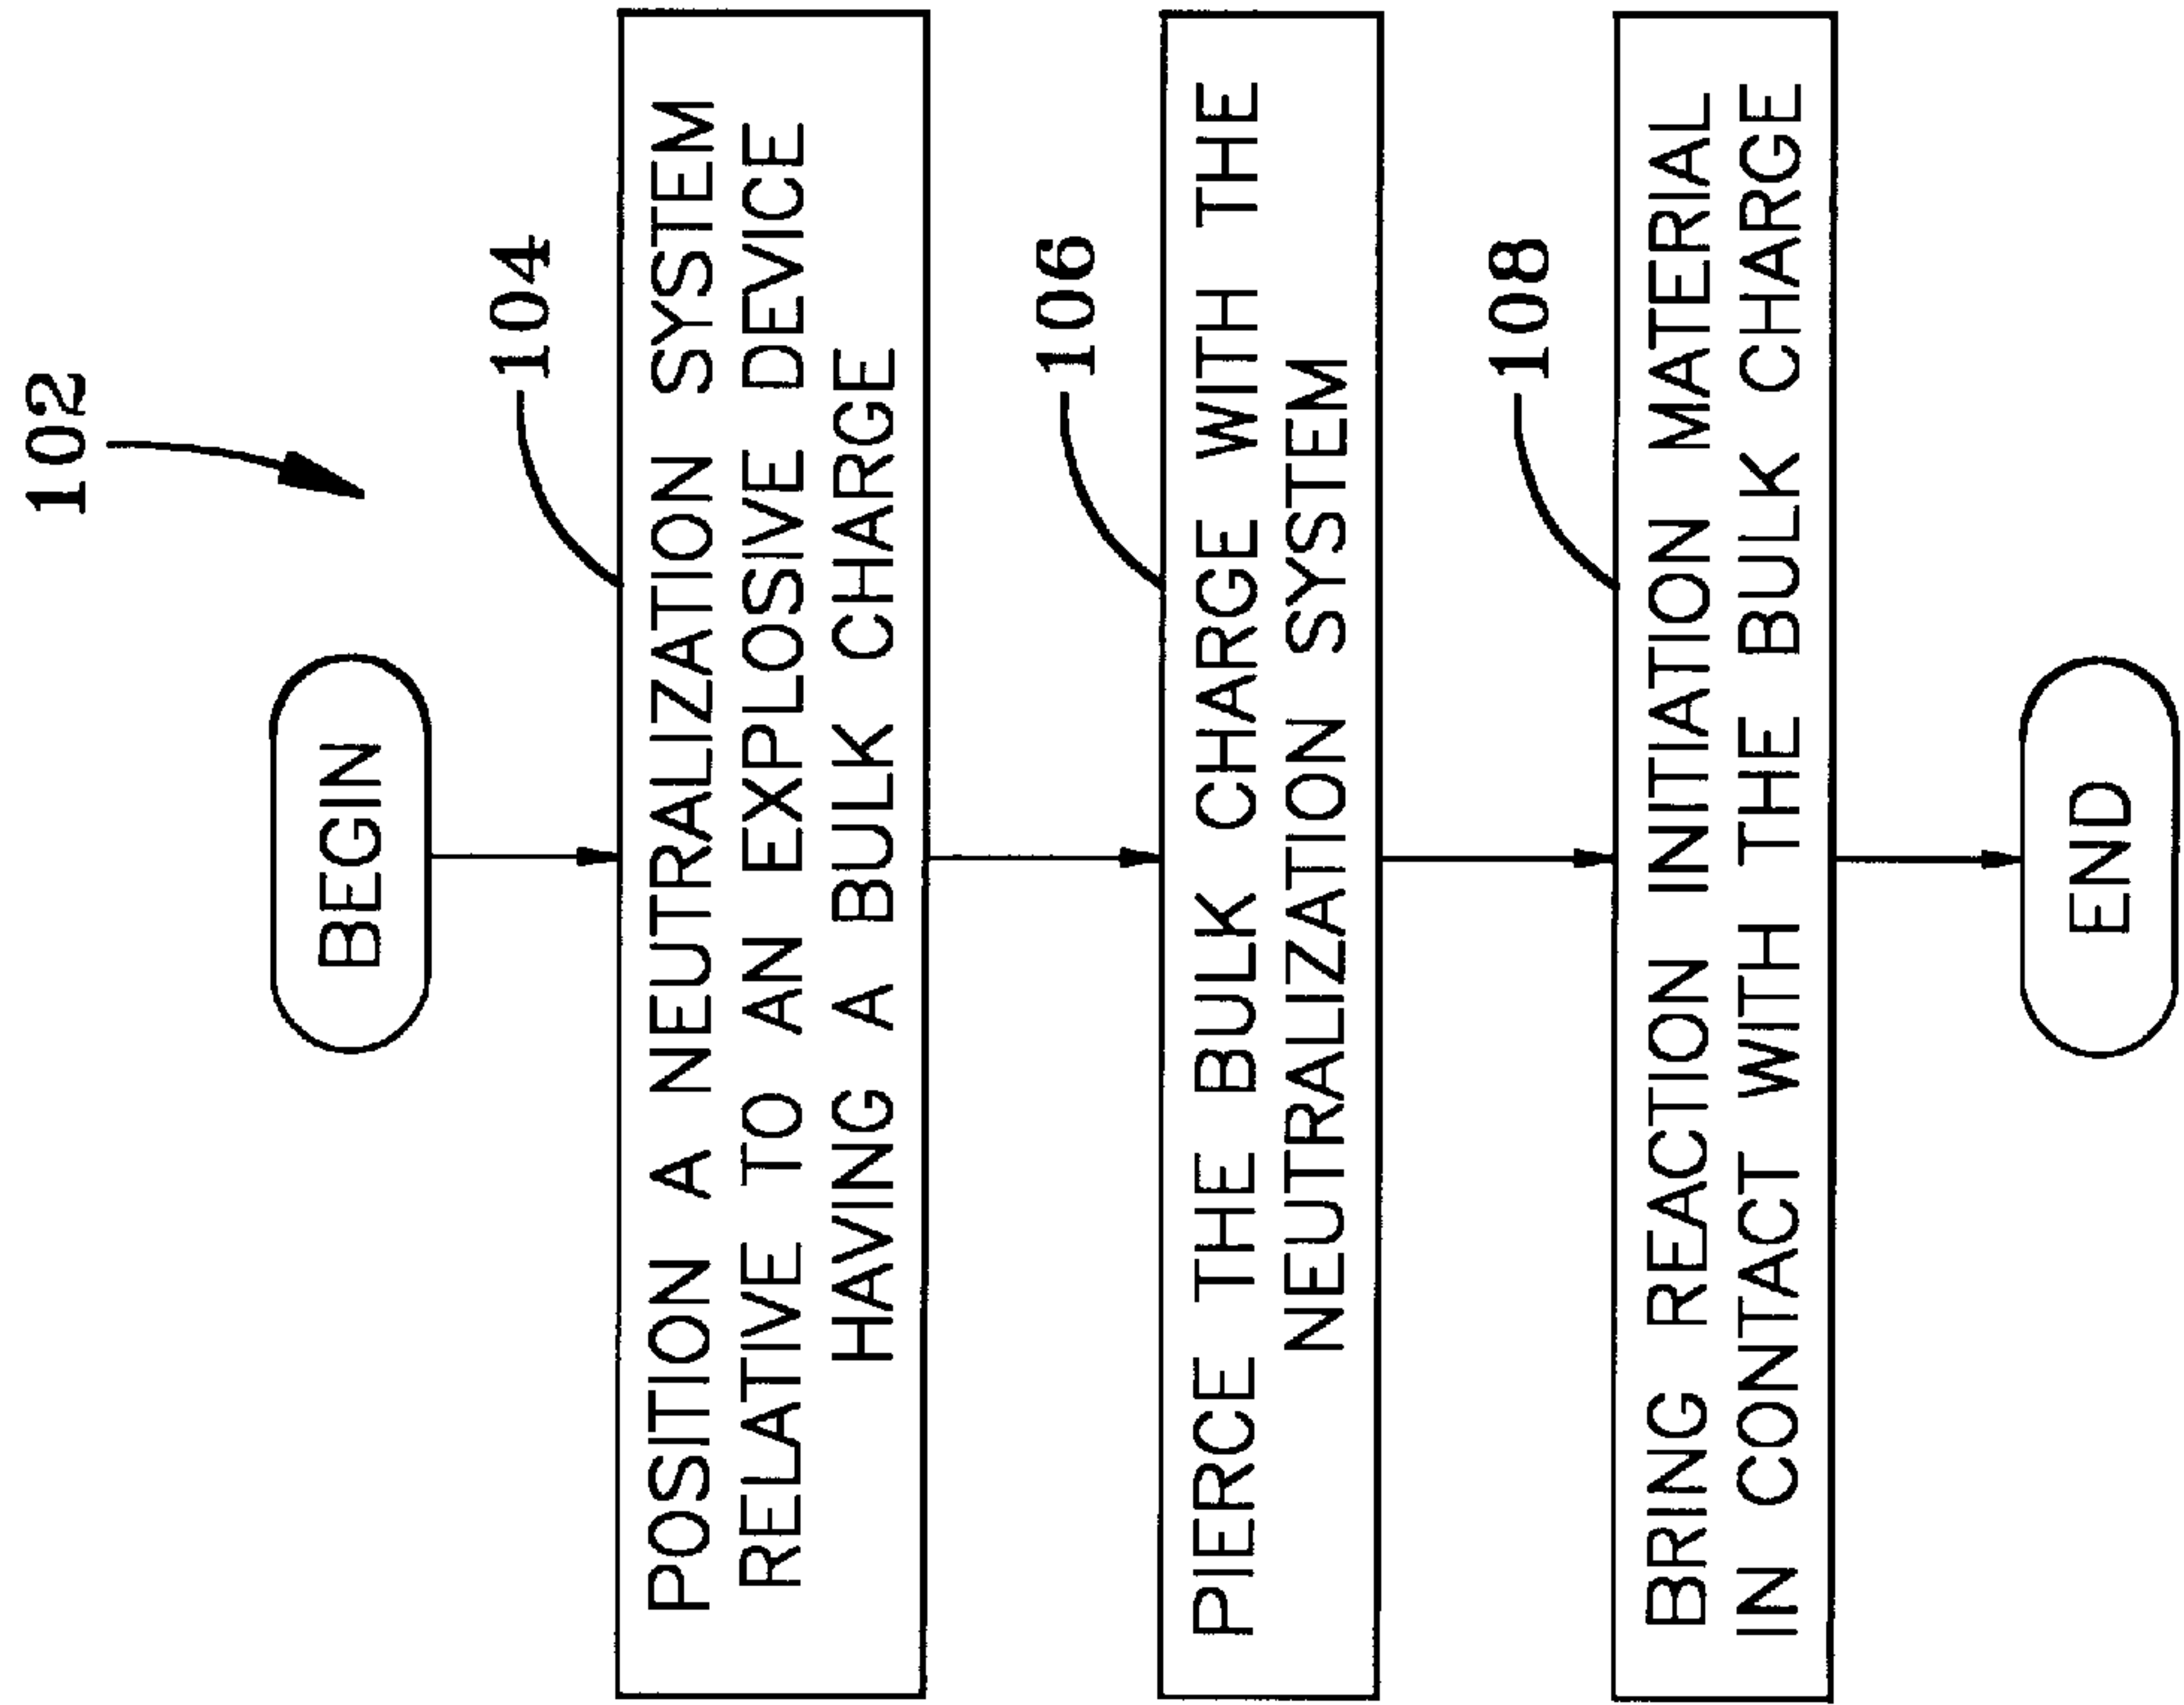 102
BEGIN
104
POSITION A NEUTRALIZATION SYSTEM
RELATIVE TO AN EXPLOSIVE DEVICE
HAVING A BULK CHARGE
106
PIERCE THE BULK CHARGE WITH THE
NEUTRALIZATION SYSTEM
108
BRING REACTION INITIATION MATERIAL
IN CONTACT WITH THE BULK CHARGE
END